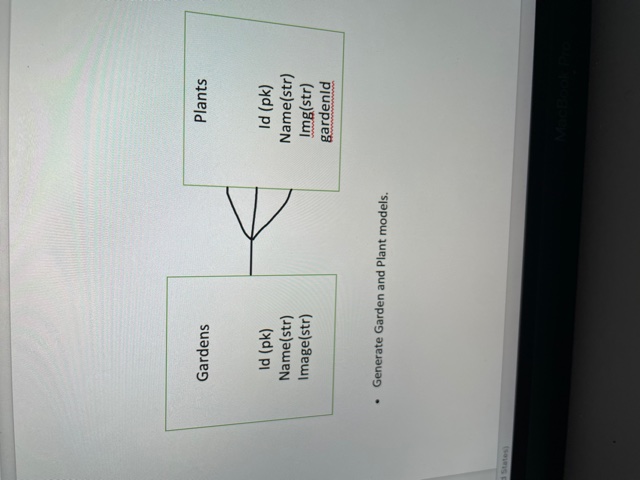 Gardens
Id (pk)
Name(str)
Image(str)
Plants
Id (pk)
Name(str)
Img(str)
gardenId
• Generate Garden and Plant models.
States)
MacBook Pro